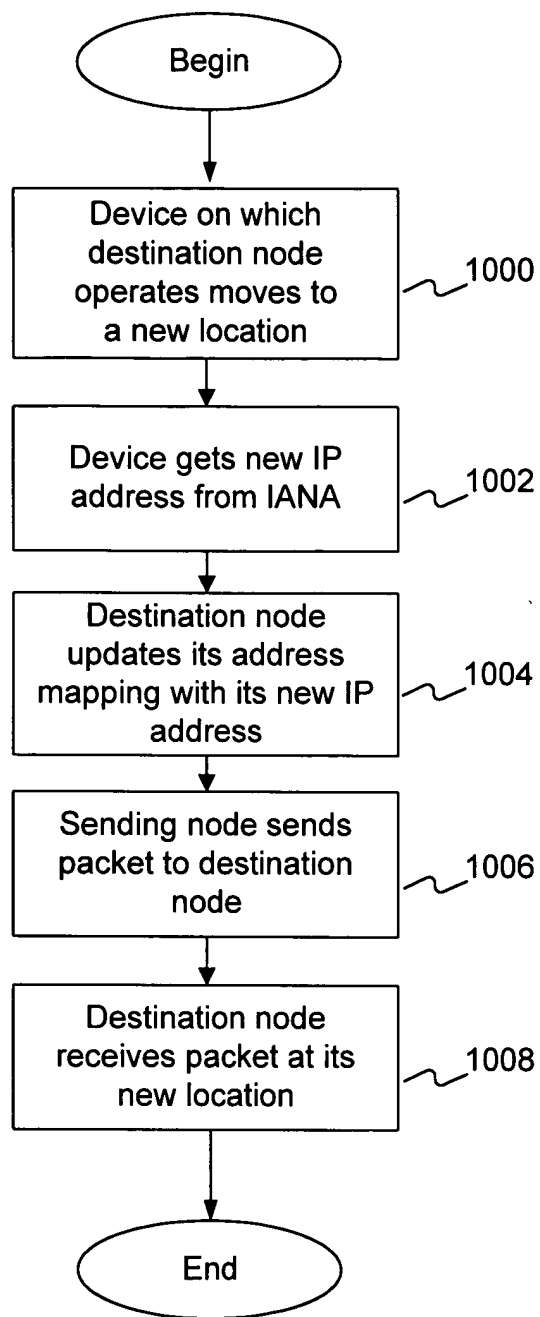 Begin
Device on which
destination node
operates moves to
a new location
1000
Device gets new IP
address from IANA
1002
Destination node
updates its address
mapping with its new IP
address
1004
Sending node sends
packet to destination
node
1006
Destination node
receives packet at its
new location
1008
End